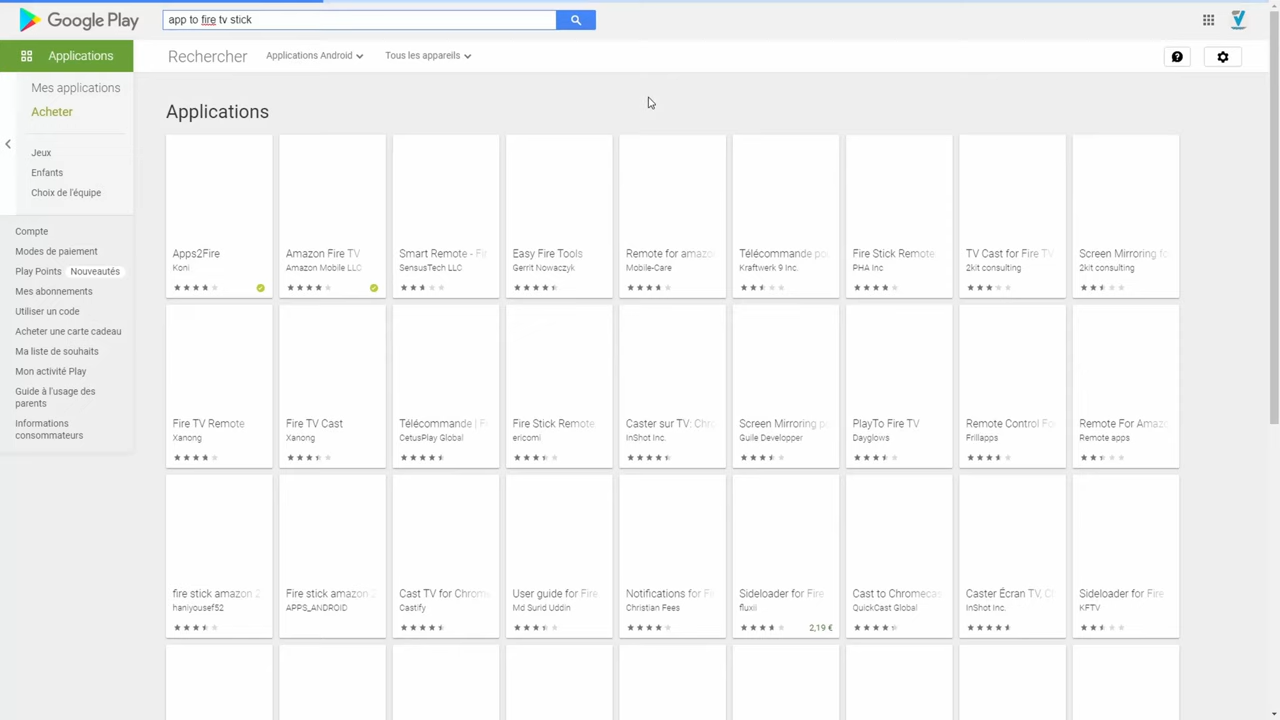 Google Play
app to fire tv stick
Applications
Rechercher
Applications Android
Tous les appareils
Mes applications
Acheter
Jeux
Enfants
Choix de l'équipe
Compte
Modes de paiement
Play Points Nouveautés
Mes abonnements
Utiliser un code
Acheter une carte cadeau
Ma liste de souhaits
Mon activité Play
Guide à l'usage des
parents
Informations
consommateurs
Applications
Apps2Fire
Koni
Amazon Fire TV
Amazon Mobile LLC
Smart Remote - Fi
SensusTech LLC
Easy Fire Tools
Gerrit Nowaczyk
Remote for amazo
Mobile-Care
Télécommande po
Kraftwerk 9 Inc.
Fire Stick Remote
PHA Inc
TV Cast for Fire TV
2kit consulting
Screen Mirroring fo
2kit consulting
Fire TV Remote
Xanong
Fire TV Cast
Xanong
Télécommande | F
CetusPlay Global
Fire Stick Remote
ericomi
Caster sur TV: Chro
InShot Inc.
Screen Mirroring po
Guile Developper
PlayTo Fire TV
Dayglows
Remote Control Fo
Frillapps
Remote For Amaz
Remote apps
fire stick amazon 2
haniyousef52
Fire stick amazon 2
APPS_ANDROID
Cast TV for Chrom
Castify
User guide for Fire
Md Surid Uddin
Notifications for Fi
Christian Fees
Sideloader for Fire
fluxii
2,19 €
Cast to Chromecas
QuickCast Global
Caster Écran TV, C
InShot Inc.
Sideloader for Fire
KFTV